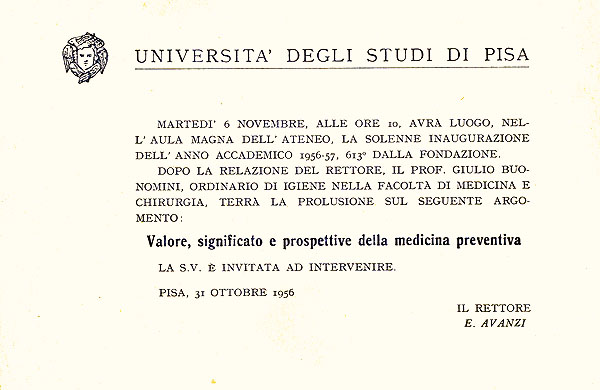 UNIVERSITA' DEGLI STUDI DI PISA
MARTEDI' 6 NOVEMBRE, ALLE ORE 10, AVRÀ LUOGO, NEL-
L' AULA MAGNA DELL' ATENEO, LA SOLENNE INAUGURAZIONE
DELL' ANNO ACCADEMICO 1956-57, 613° DALLA FONDAZIONE.
DOPO LA RELAZIONE DEL RETTORE, IL PROF. GIULIO BUO-
NOMINI, ORDINARIO DI IGIENE NELLA FACOLTÀ DI MEDICINA E
CHIRURGIA, TERRÀ LA PROLUSIONE SUL SEGUENTE ARGO-
MENTO:
Valore, significato e prospettive della medicina preventiva
LA S.V. È INVITATA AD INTERVENIRE.
PISA, 31 OTTOBRE 1956
IL RETTORE
E. AVANZI